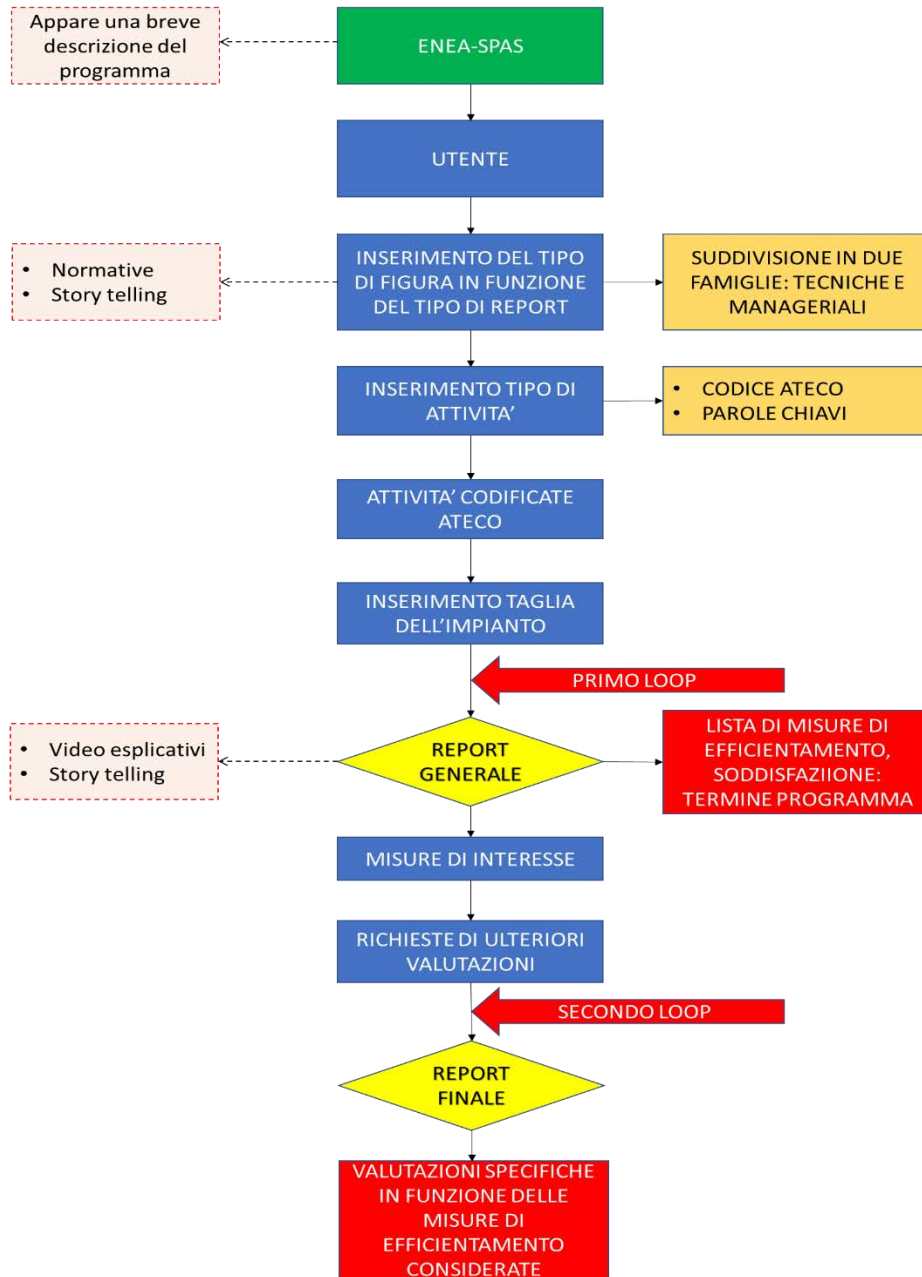 Appare una breve
descrizione del
programma
ENEA-SPAS
UTENTE
• Normative
• Story telling
INSERIMENTO DEL TIPO
DI FIGURA IN FUNZIONE
DEL TIPO DI REPORT
SUDDIVISIONE IN DUE
FAMIGLIE: TECNICHE E
MANAGERIALI
INSERIMENTO TIPO DI
ATTIVITA’
• CODICE ATECO
• PAROLE CHIAVI
ATTIVITA’ CODIFICATE
ATECO
INSERIMENTO TAGLIA
DELL’IMPIANTO
PRIMO LOOP
• Video esplicativi
• Story telling
REPORT
GENERALE
LISTA DI MISURE DI
EFFICIENTAMENTO,
SODDISFAZIIONE:
TERMINE PROGRAMMA
MISURE DI INTERESSE
RICHIESTE DI ULTERIORI
VALUTAZIONI
SECONDO LOOP
REPORT
FINALE
VALUTAZIONI SPECIFICHE
IN FUNZIONE DELLE
MISURE DI
EFFICIENTAMENTO
CONSIDERATE